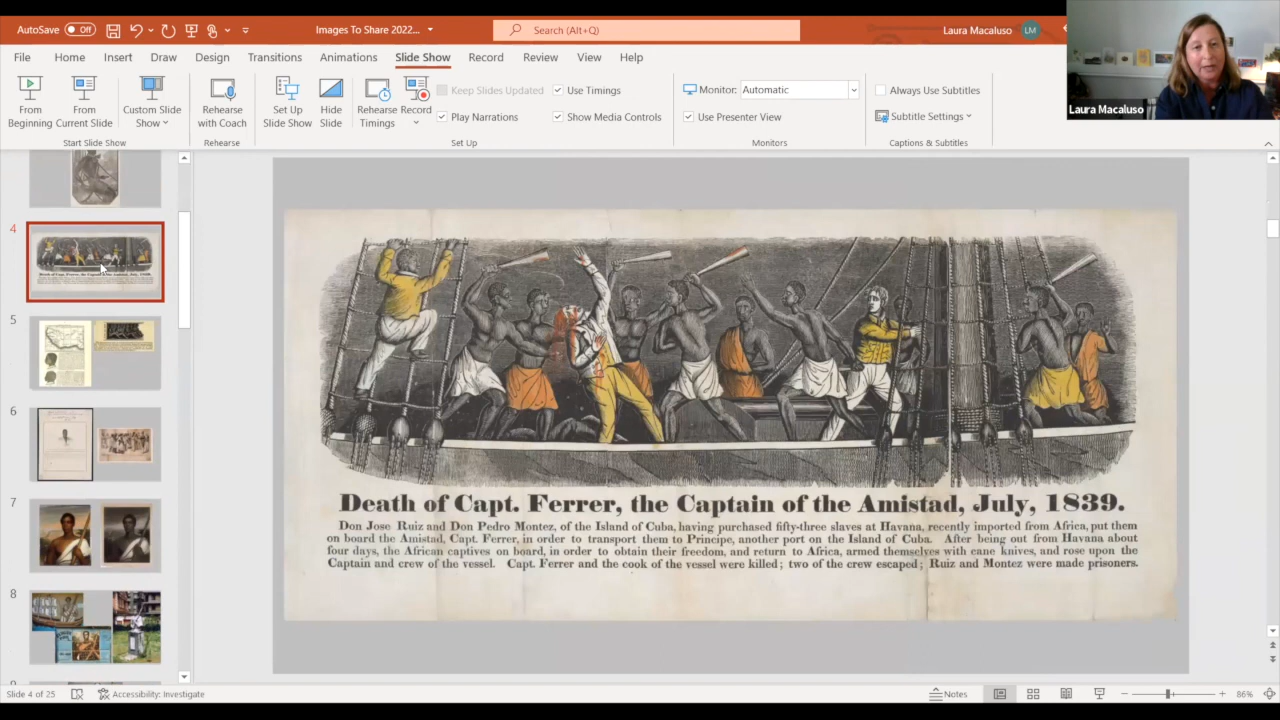 AutoSave Off
Images To Share 2022...
Search (Alt+Q)
Laura Macaluso LM
File Home Insert Draw Design Transitions Animations Slide Show Record Review View Help
From Beginning
From Current Slide
Custom Slide Show
Rehearse with Coach
Set Up Slide Show
Hide Slide
Rehearse Timings
Record
Keep Slides Updated
Play Narrations
Use Timings
Show Media Controls
Monitor: Automatic
Use Presenter View
Always Use Subtitles
Subtitle Settings
Start Slide Show Rehearse Set Up Monitors Captions & Subtitles
Laura Macaluso
4
5
6
7
8
Death of Capt. Ferrer, the Captain of the Amistad, July, 1839.
Don Jose Ruiz and Don Pedro Montez, of the Island of Cuba, having purchased fifty-three slaves at Havana, recently imported from Africa, put them
on board the Amistad, Capt. Ferrer, in order to transport them to Principe, another port on the Island of Cuba. After being out from Havana about
four days, the African captives on board, in order to obtain their freedom, and return to Africa, armed themselves with cane knives, and rose upon the
Captain and crew of the vessel. Capt. Ferrer and the cook of the vessel were killed; two of the crew escaped; Ruiz and Montez were made prisoners.
Slide 4 of 25 Accessibility: Investigate Notes 86%